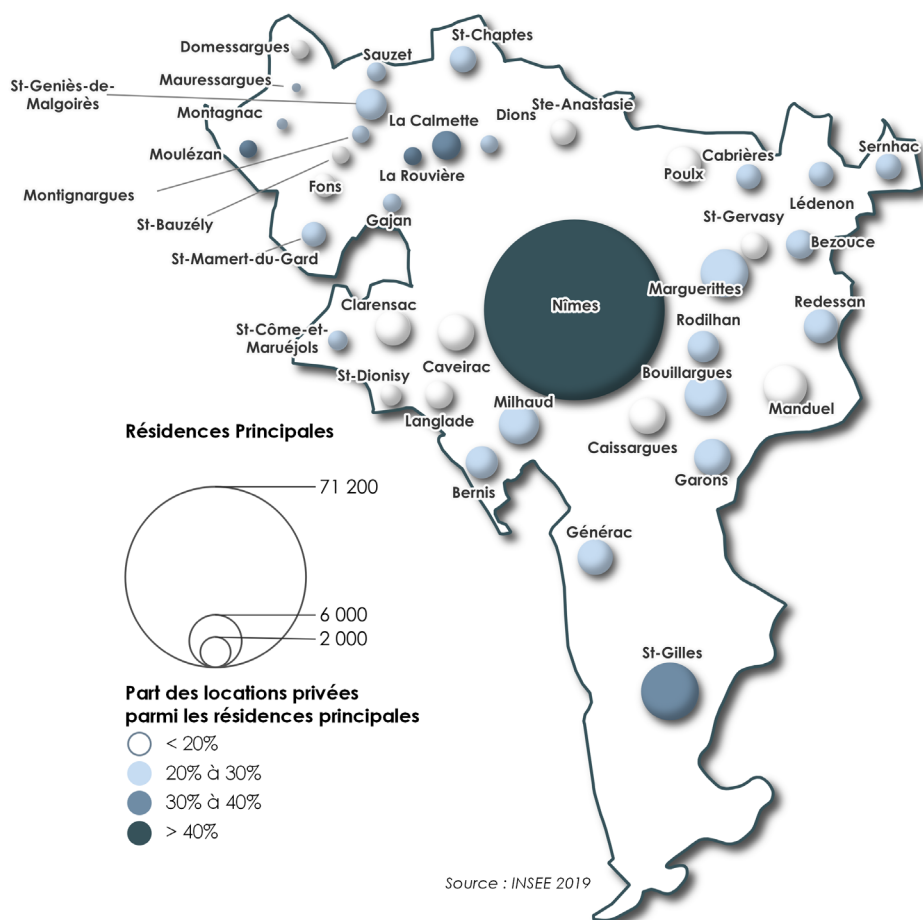 St-Chaptes
Domessargues
Sauzet
Mauressargues
St-Geniès-de-
Malgoirès
Ste-Anastasie
Dions
Montagnac
La Calmette
Moulézan
La Rouvière
Sernhac
Cabrières
Poulx
Lédenon
Montignargues
Fons
St-Bauzély
Gajan
St-Gervasy
Bezouce
St-Mamert-du-Gard
Marguerittes
Clarensac
Nîmes
Redessan
Rodilhan
St-Côme-et-
Maruéjols
Caveirac
St-Dionisy
Bouillargues
Milhaud
Manduel
Langlade
Caissargues
Garons
Bernis
Générac
St-Gilles
Résidences Principales
71 200
6 000
2 000
Part des locations privées
parmi les résidences principales
< 20%
20% à 30%
30% à 40%
> 40%
Source : INSEE 2019